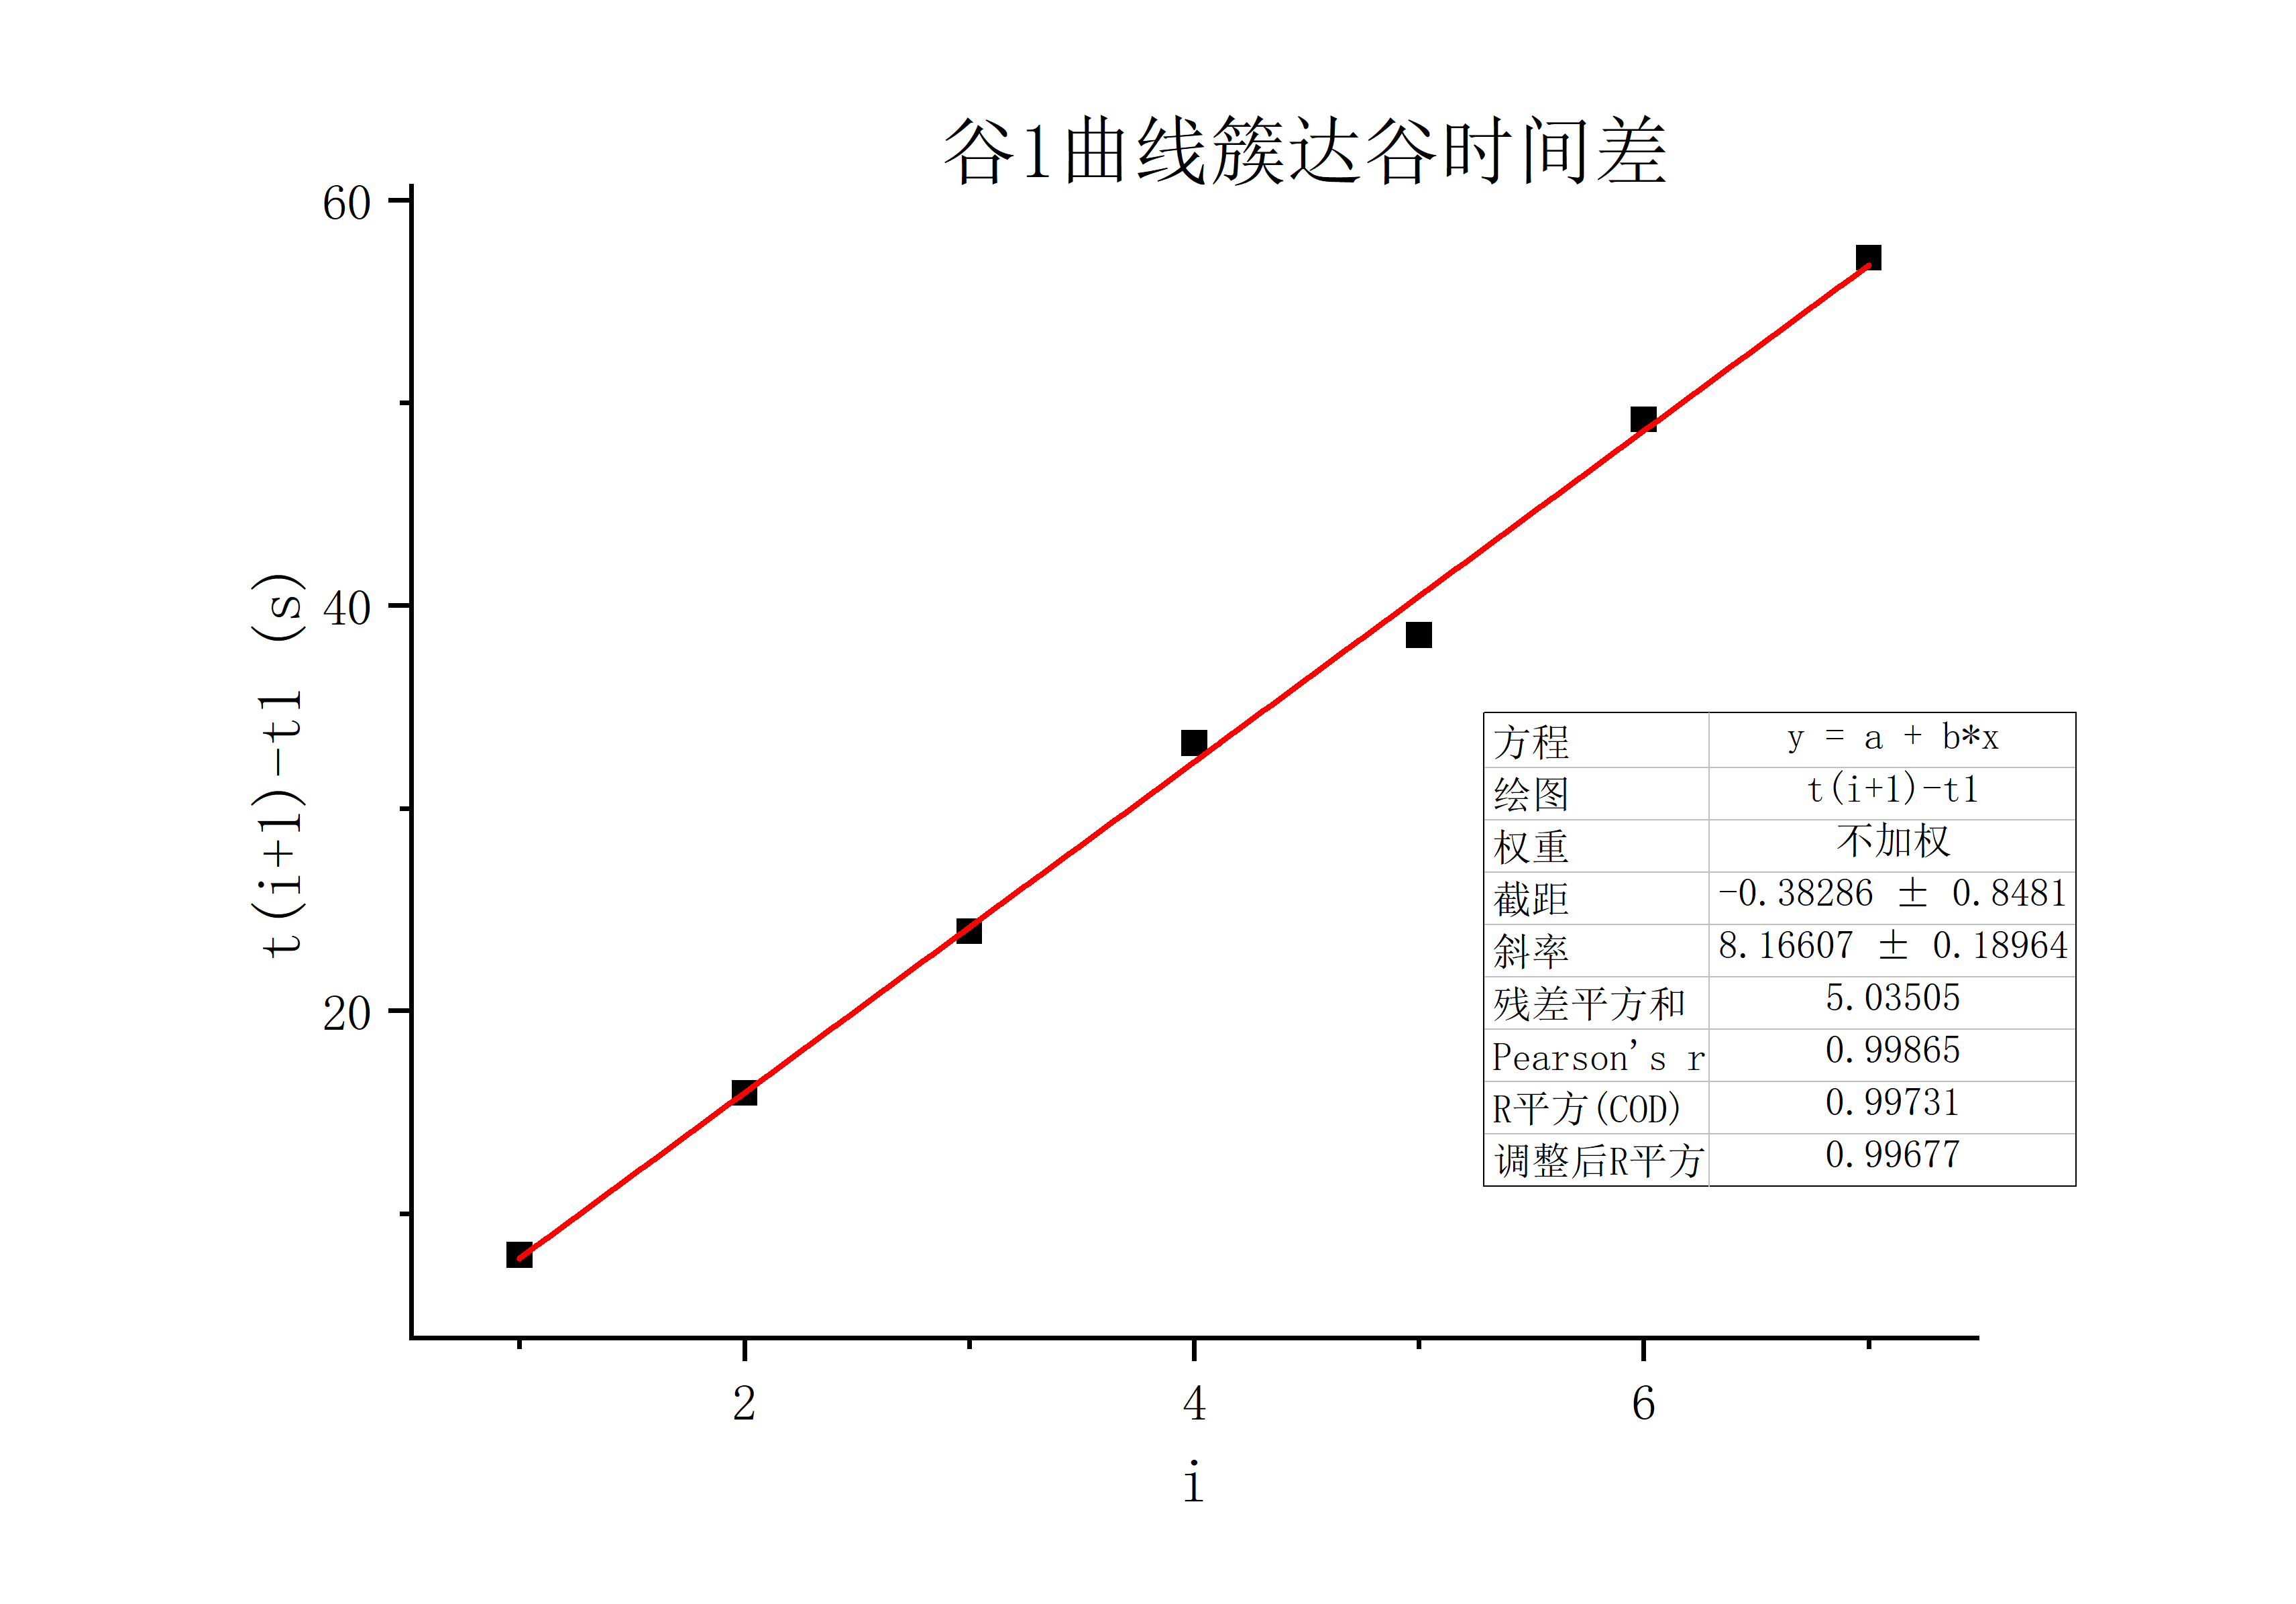 谷1曲线簇达谷时间差
60
40
20
t(i+1)-t1 (s)
2 4 6
i
方程 y = a + b*x
绘图 t(i+1)-t1
权重 不加权
截距 -0.38286 ± 0.8481
斜率 8.16607 ± 0.18964
残差平方和 5.03505
Pearson's r 0.99865
R平方(COD) 0.99731
调整后R平方 0.99677